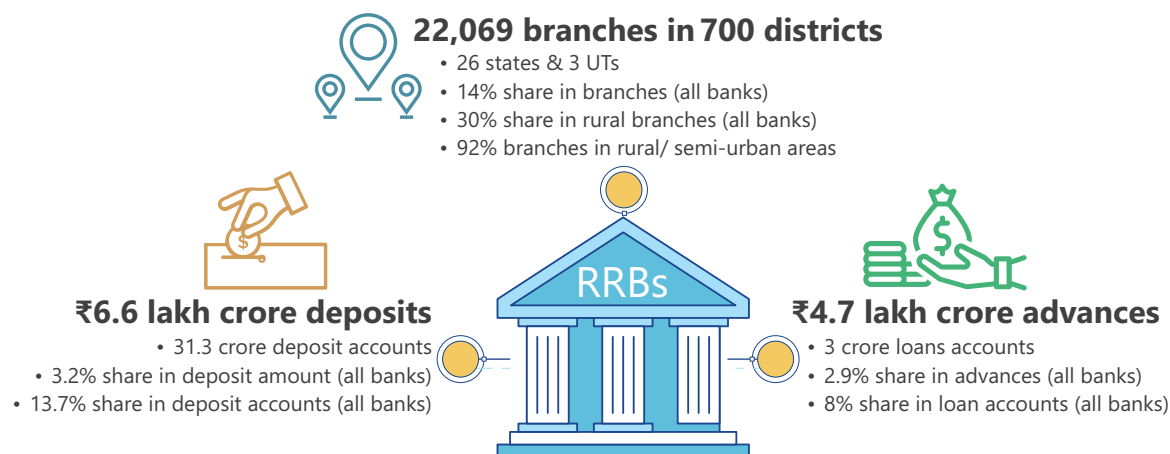 22,069 branches in 700 districts
• 26 states & 3 UTs
• 14% share in branches (all banks)
• 30% share in rural branches (all banks)
• 92% branches in rural/ semi-urban areas
$
₹6.6 lakh crore deposits
• 31.3 crore deposit accounts
• 3.2% share in deposit amount (all banks)
• 13.7% share in deposit accounts (all banks)
RRBs
$
₹4.7 lakh crore advances
• 3 crore loans accounts
• 2.9% share in advances (all banks)
• 8% share in loan accounts (all banks)